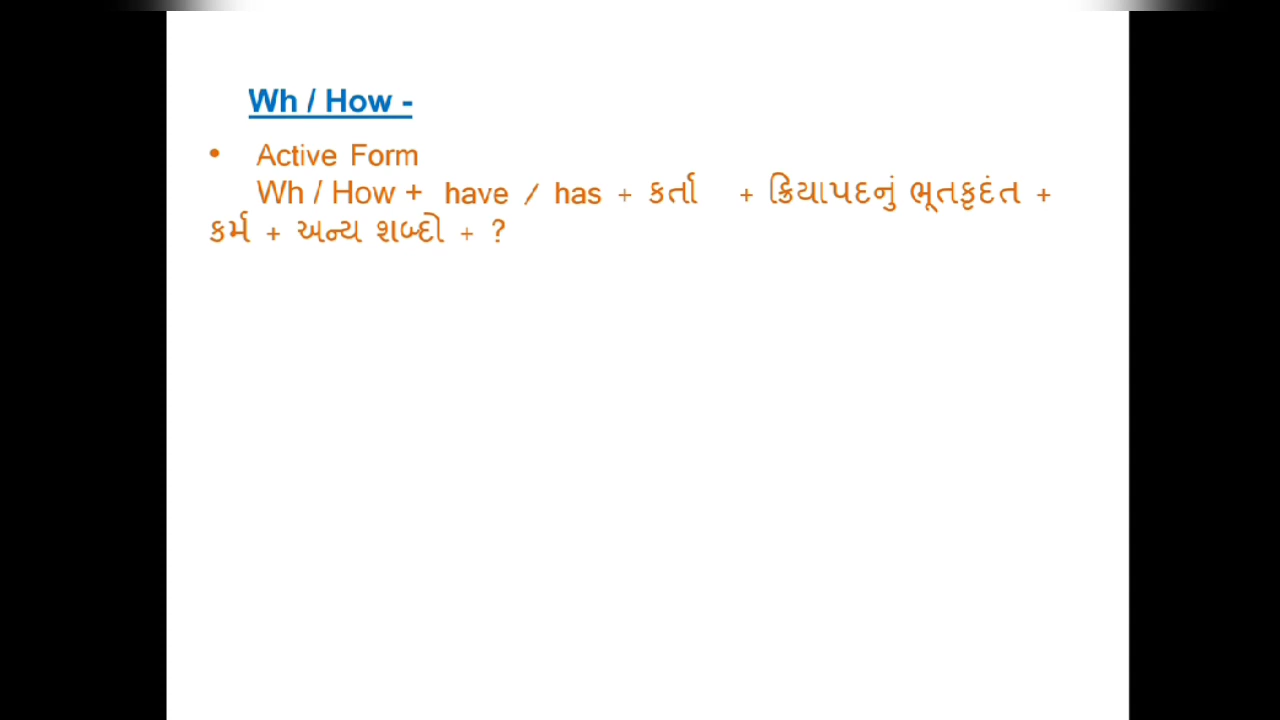 Wh / How -
• Active Form
Wh / How + have / has + કર્તા + ક્રિયાપદનું ભૂતકૃદંત +
કર્મ + અન્ય શબ્દો + ?